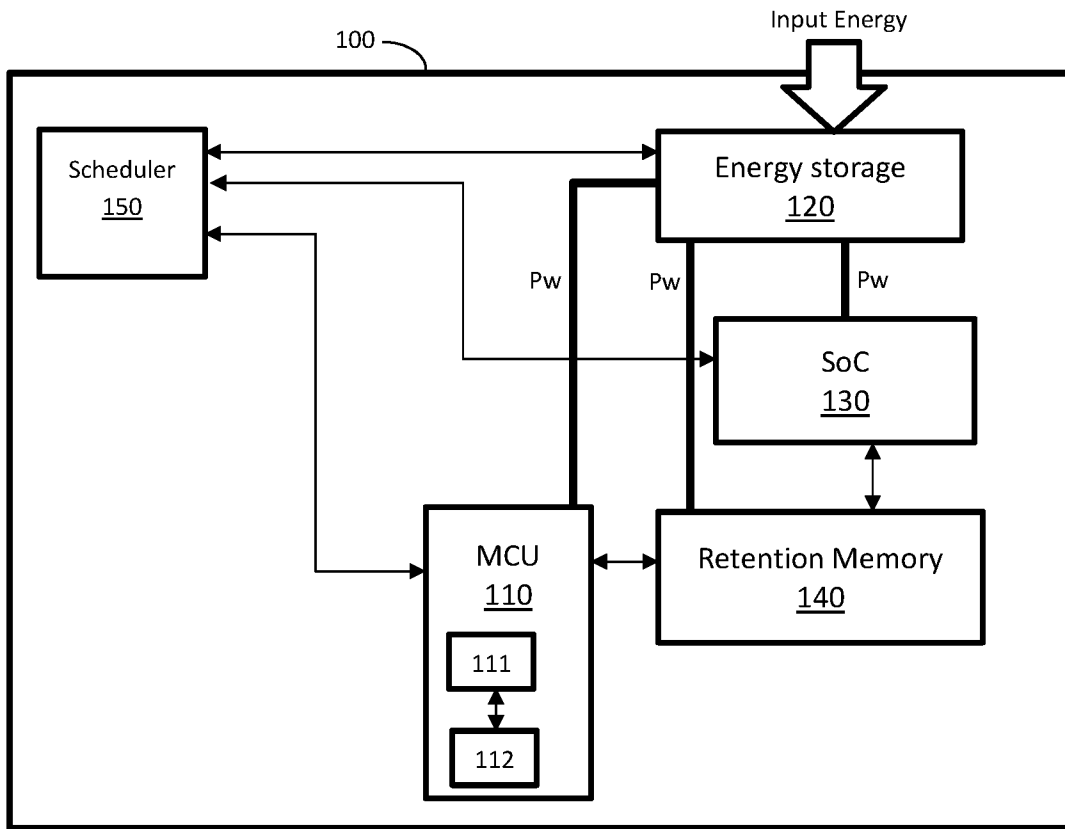 Input Energy
100
Scheduler
150
Energy storage
120
Pw
Pw
Pw
SoC
130
MCU
110
Retention Memory
140
111
112